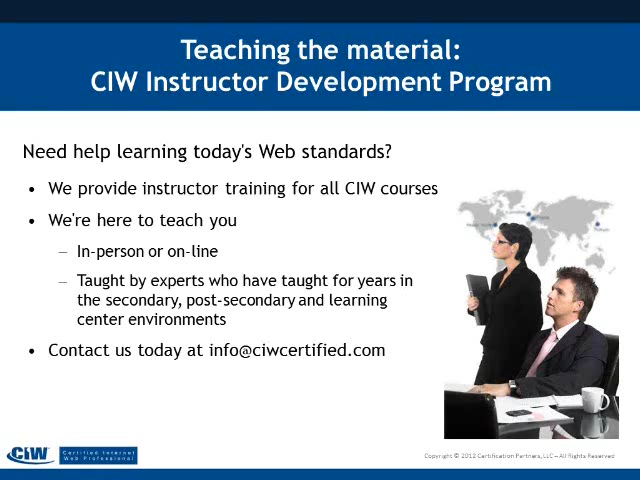 Teaching the material:
CIW Instructor Development Program
Need help learning today's Web standards?
• We provide instructor training for all CIW courses
• We're here to teach you
– In-person or on-line
– Taught by experts who have taught for years in
the secondary, post-secondary and learning
center environments
• Contact us today at info@ciwcertified.com
CIW
Certified Internet
Web Professional
Copyright © 2012 Certification Partners, LLC – All Rights Reserved